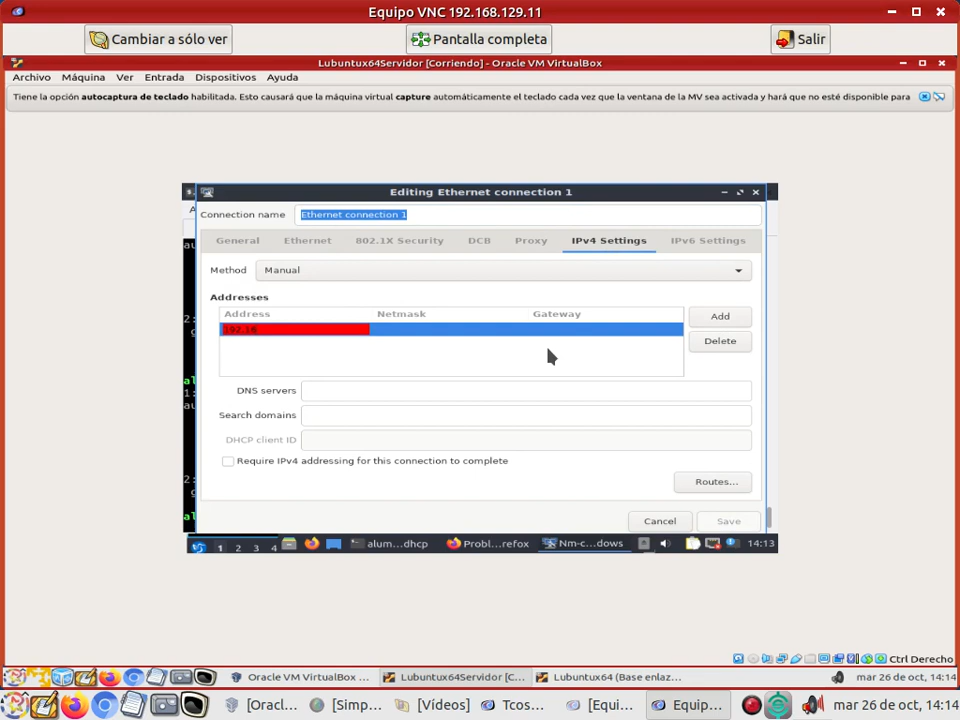 Equipo VNC 192.168.129.11
Cambiar a sólo ver
Pantalla completa
Salir
Lubuntux64Servidor [Corriendo] - Oracle VM VirtualBox
Archivo Máquina Ver Entrada Dispositivos Ayuda
Tiene la opción autocaptura de teclado habilitada. Esto causará que la máquina virtual capture automáticamente el teclado cada vez que la ventana de la MV sea activada y hará que no esté disponible para
Editing Ethernet connection 1
Connection name Ethernet connection 1
General Ethernet 802.1X Security DCB Proxy IPv4 Settings IPv6 Settings
Method Manual
Addresses
Address Netmask Gateway
Add
192.16
Delete
DNS servers
Search domains
DHCP client ID
Require IPv4 addressing for this connection to complete
Routes...
Cancel Save
1 2 3 4 alum...dhcp Probl...refox Nm-c...dows 14:13
Ctrl Derecho
Oracle VM VirtualBox ... Lubuntux64Servidor [C... Lubuntux64 (Base enlaz... mar 26 de oct, 14:14
[Oracl... [Simp... [Vídeos] Tcos... [Equi... Equip... mar 26 de oct, 14:14